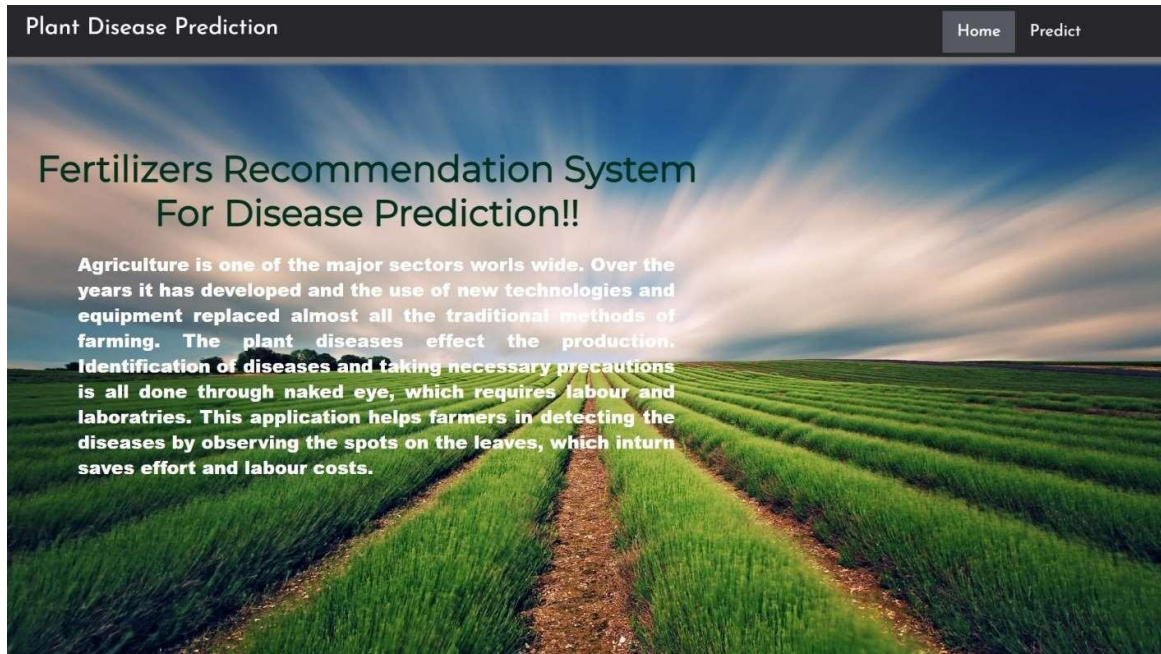 Plant Disease Prediction
Home
Predict
Fertilizers Recommendation System
For Disease Prediction!!
Agriculture is one of the major sectors worls wide. Over the
years it has developed and the use of new technologies and
equipment replaced almost all the traditional methods of
farming. The plant diseases effect the production.
Identification of diseases and taking necessary precautions
is all done through naked eye, which requires labour and
laboratries. This application helps farmers in detecting the
diseases by observing the spots on the leaves, which inturn
saves effort and labour costs.